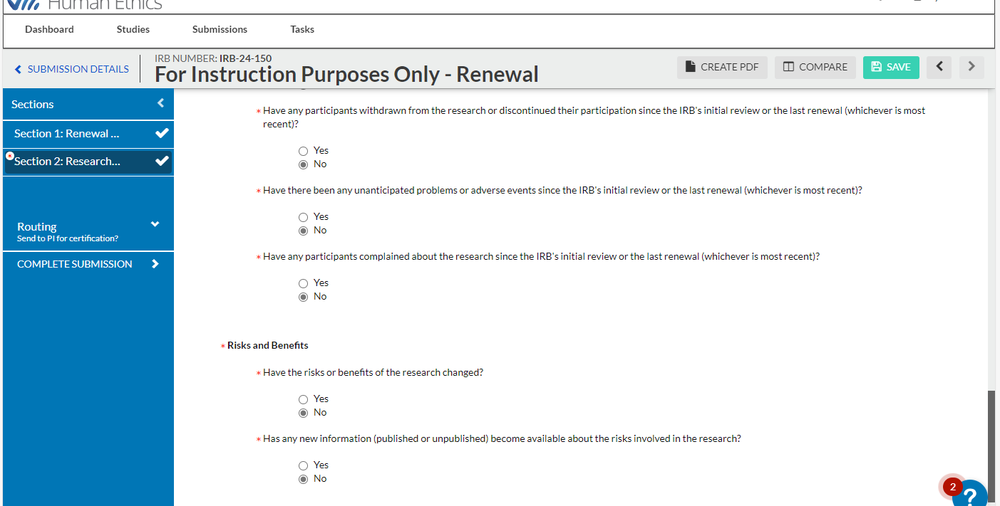 Human Ethics
Dashboard
Studies
Submissions
Tasks
SUBMISSION DETAILS
IRB NUMBER: IRB-24-150
For Instruction Purposes Only - Renewal
CREATE PDF
COMPARE
SAVE
Sections
Section 1: Renewal ...
* Section 2: Research...
Routing
Send to PI for certification?
COMPLETE SUBMISSION
* Have any participants withdrawn from the research or discontinued their participation since the IRB's initial review or the last renewal (whichever is most
recent)?
Yes
No
* Have there been any unanticipated problems or adverse events since the IRB's initial review or the last renewal (whichever is most recent)?
Yes
No
* Have any participants complained about the research since the IRB's initial review or the last renewal (whichever is most recent)?
Yes
No
* Risks and Benefits
* Have the risks or benefits of the research changed?
Yes
No
* Has any new information (published or unpublished) become available about the risks involved in the research?
Yes
No
2
?